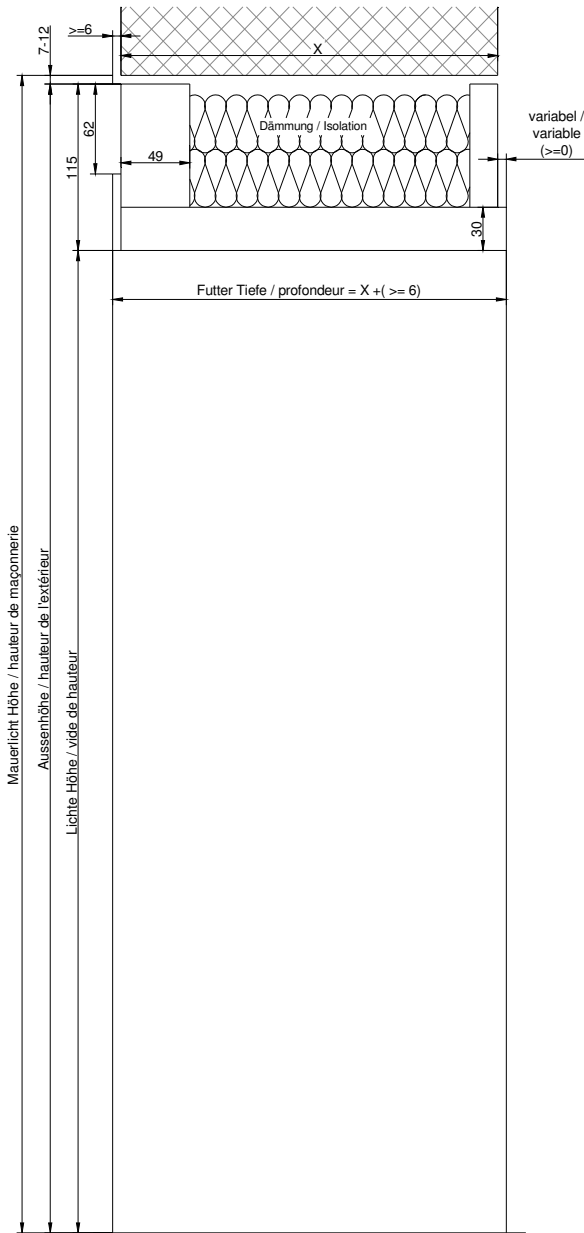 >=6
7-12
X
62
115
Dämmung / Isolation
49
variabel /
variable
(>=0)
30
Futter Tiefe / profondeur = X +( >= 6)
Mauerlicht Höhe / hauteur de maçonnerie
Aussenhöhe / hauteur de l'extérieur
Lichte Höhe / vide de hauteur